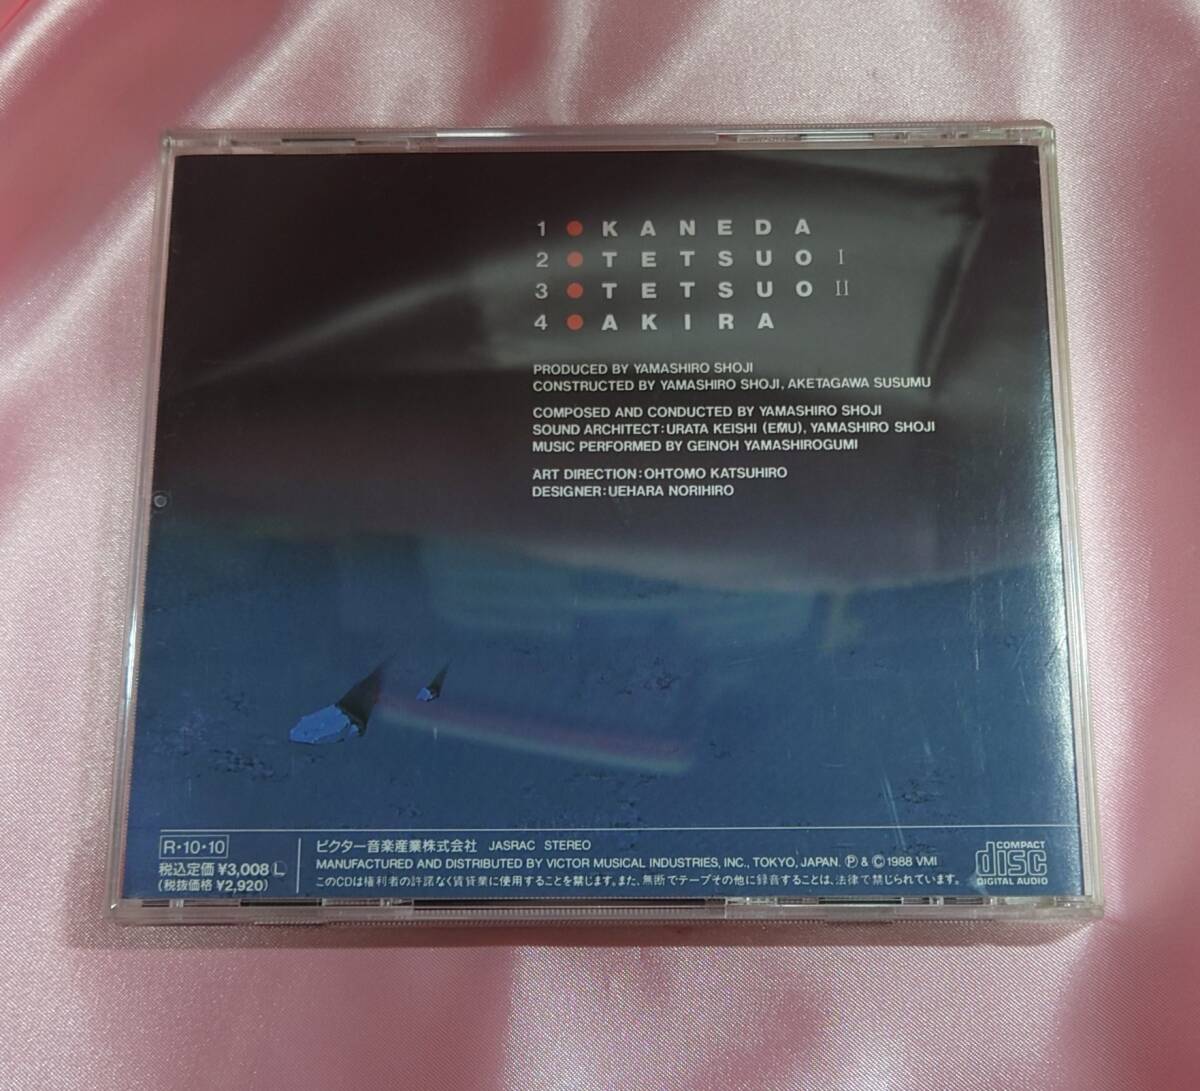 1 ● KANEDA
2 ● TETSUO I
3 ● TETSUO II
4 ● AKIRA
PRODUCED BY YAMASHIRO SHOJI
CONSTRUCTED BY YAMASHIRO SHOJI, AKETAGAWA SUSUMU
COMPOSED AND CONDUCTED BY YAMASHIRO SHOJI
SOUND ARCHITECT:URATA KEISHI (EMU), YAMASHIRO SHOJI
MUSIC PERFORMED BY GEINOH YAMASHIROGUMI
ART DIRECTION:OHTOMO KATSUHIRO
DESIGNER:UEHARA NORIHIRO
R・10・10
税込定価 ¥3,008 Ⓛ
(税抜価格 ¥2,920)
ビクター音楽産業株式会社 JASRAC STEREO
MANUFACTURED AND DISTRIBUTED BY VICTOR MUSICAL INDUSTRIES, INC., TOKYO, JAPAN. Ⓟ & © 1988 VMI
このCDは権利者の許諾なく賃貸業に使用することを禁じます。また、無断でテープその他に録音することは、法律で禁じられています。
COMPACT
disc
DIGITAL AUDIO